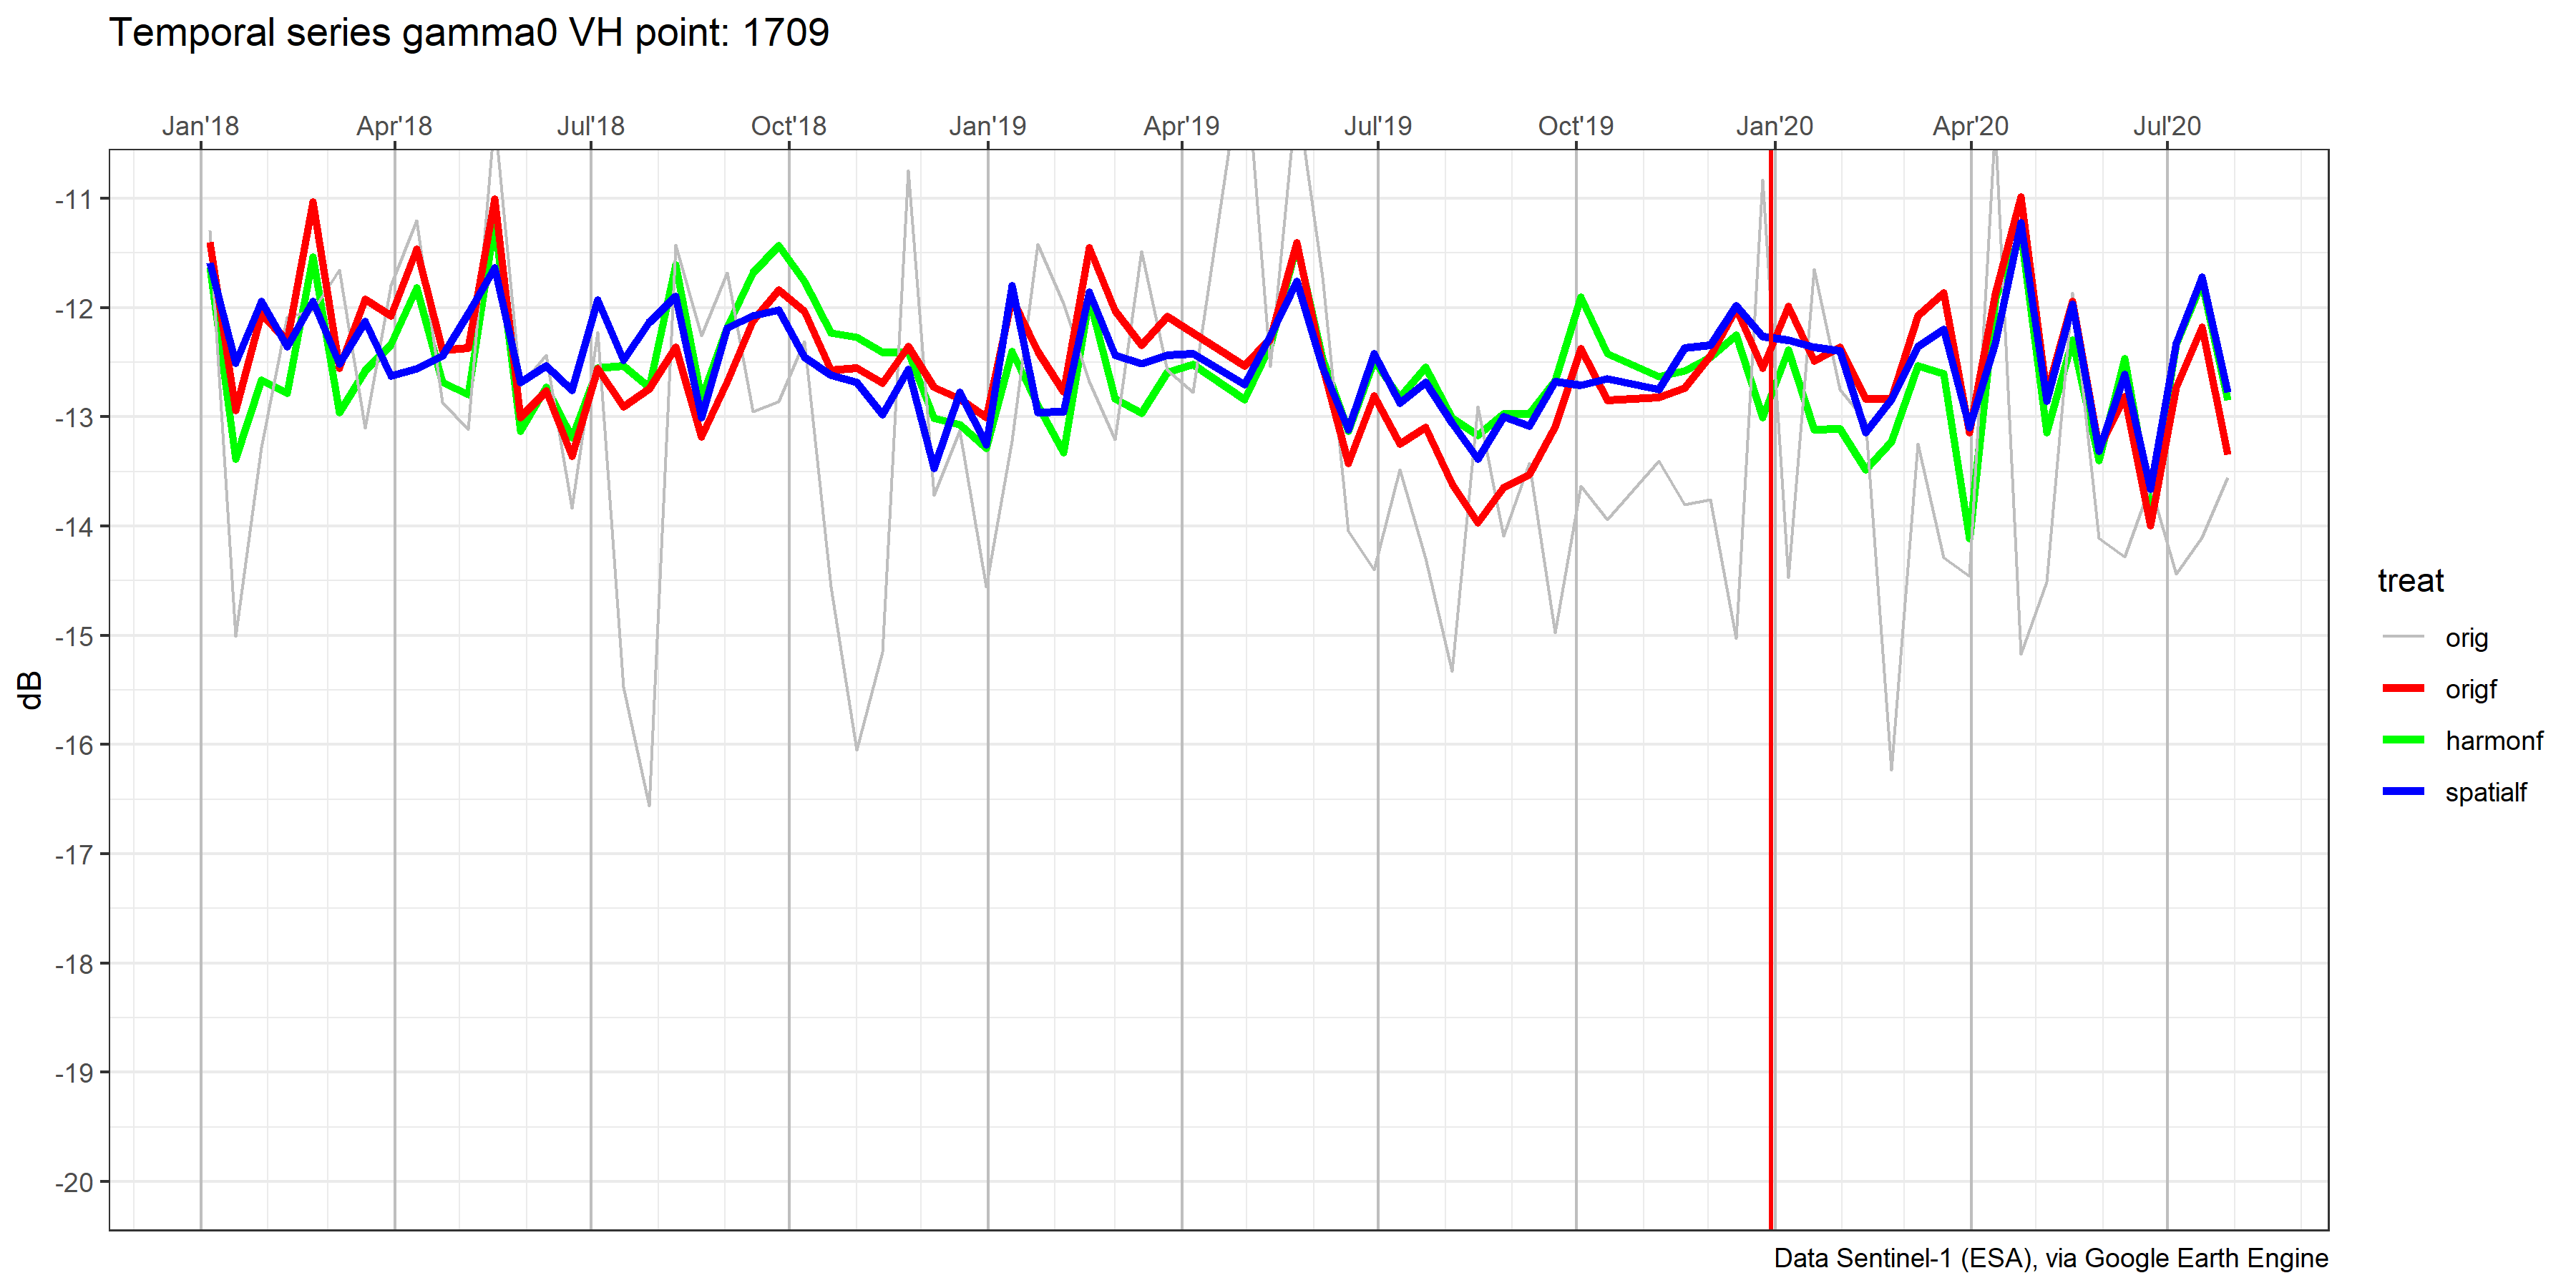 Temporal series gamma0 VH point: 1709
Jan'18 Apr'18 Jul'18 Oct'18 Jan'19 Apr'19 Jul'19 Oct'19 Jan'20 Apr'20 Jul'20
-11
-12
-13
-14
-15
-16
-17
-18
-19
-20
dB
treat
orig
origf
harmonf
spatialf
Data Sentinel-1 (ESA), via Google Earth Engine